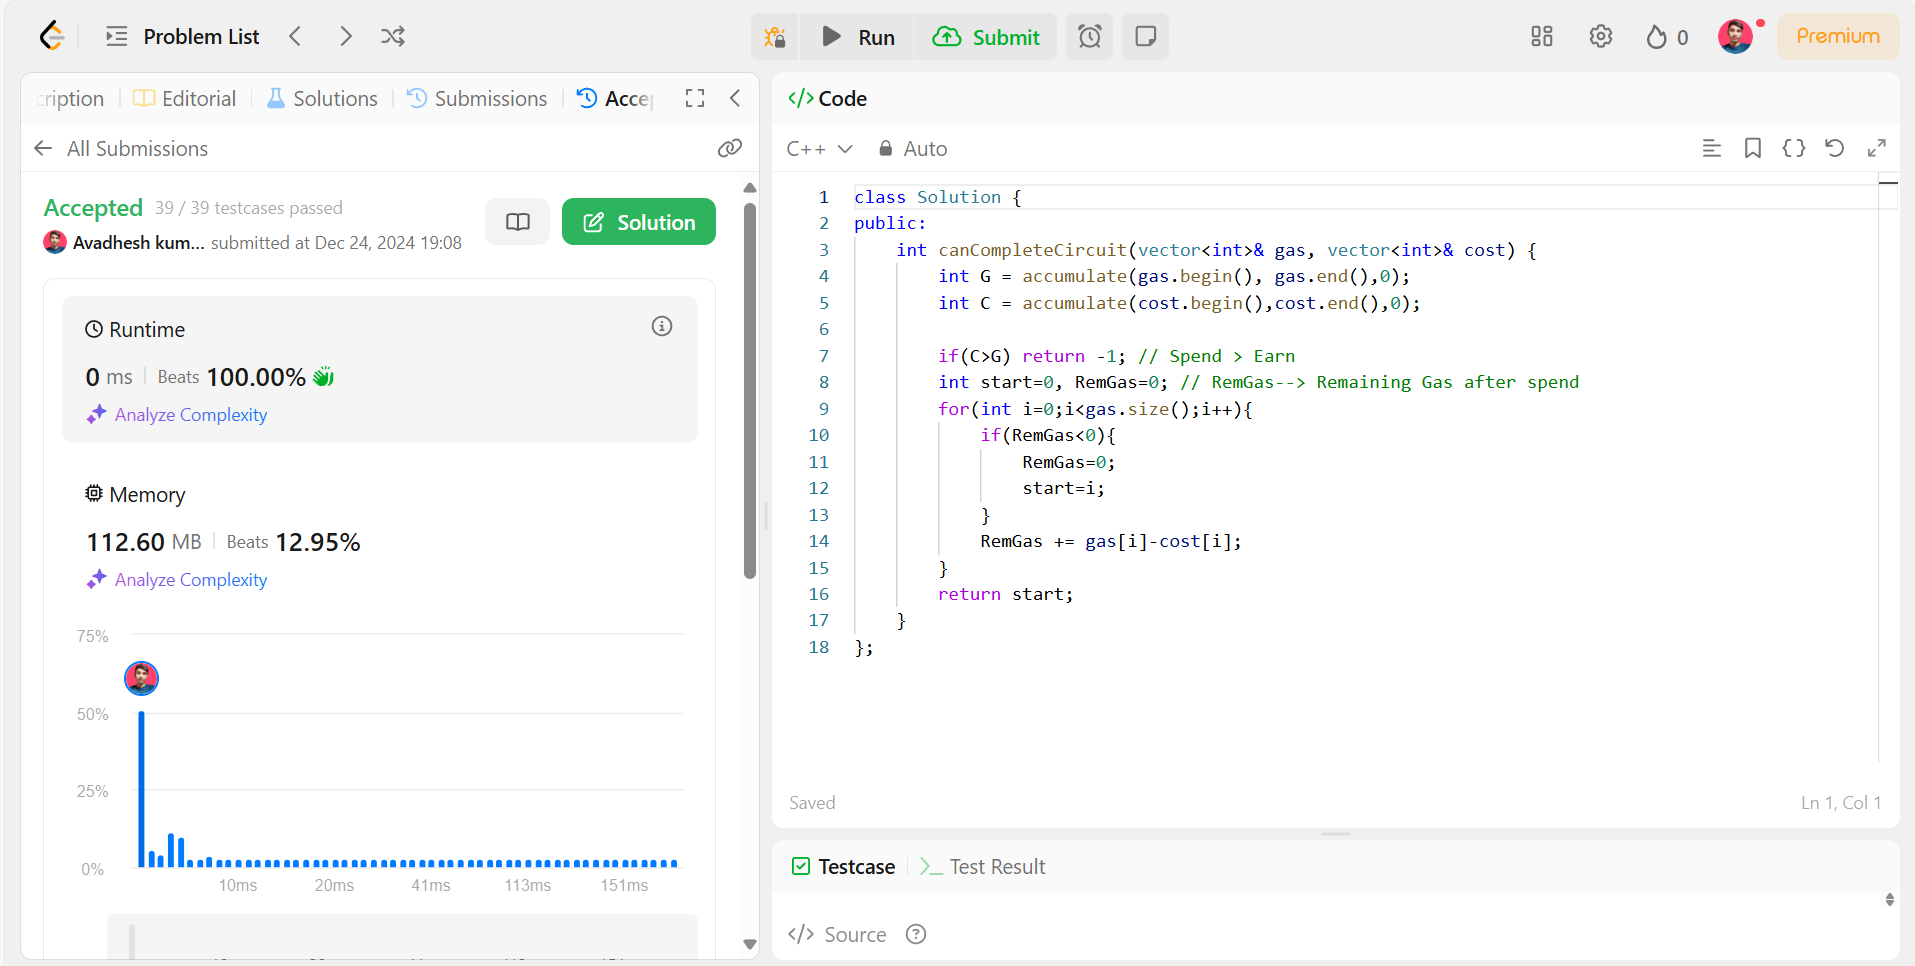 Problem List
Run
Submit
0
Premium
cription
Editorial
Solutions
Submissions
Acce
All Submissions
Accepted 39 / 39 testcases passed
Avadhesh kum... submitted at Dec 24, 2024 19:08
Solution
Runtime
0 ms Beats 100.00%
Analyze Complexity
Memory
112.60 MB Beats 12.95%
Analyze Complexity
75%
50%
25%
0%
10ms 20ms 41ms 113ms 151ms
</> Code
C++ Auto
1 class Solution {
2 public:
3 int canCompleteCircuit(vector<int>& gas, vector<int>& cost) {
4 int G = accumulate(gas.begin(), gas.end(),0);
5 int C = accumulate(cost.begin(),cost.end(),0);
6
7 if(C>G) return -1; // Spend > Earn
8 int start=0, RemGas=0; // RemGas--> Remaining Gas after spend
9 for(int i=0;i<gas.size();i++){
10 if(RemGas<0){
11 RemGas=0;
12 start=i;
13 }
14 RemGas += gas[i]-cost[i];
15 }
16 return start;
17 }
18 };
Saved
Ln 1, Col 1
Testcase
Test Result
</> Source